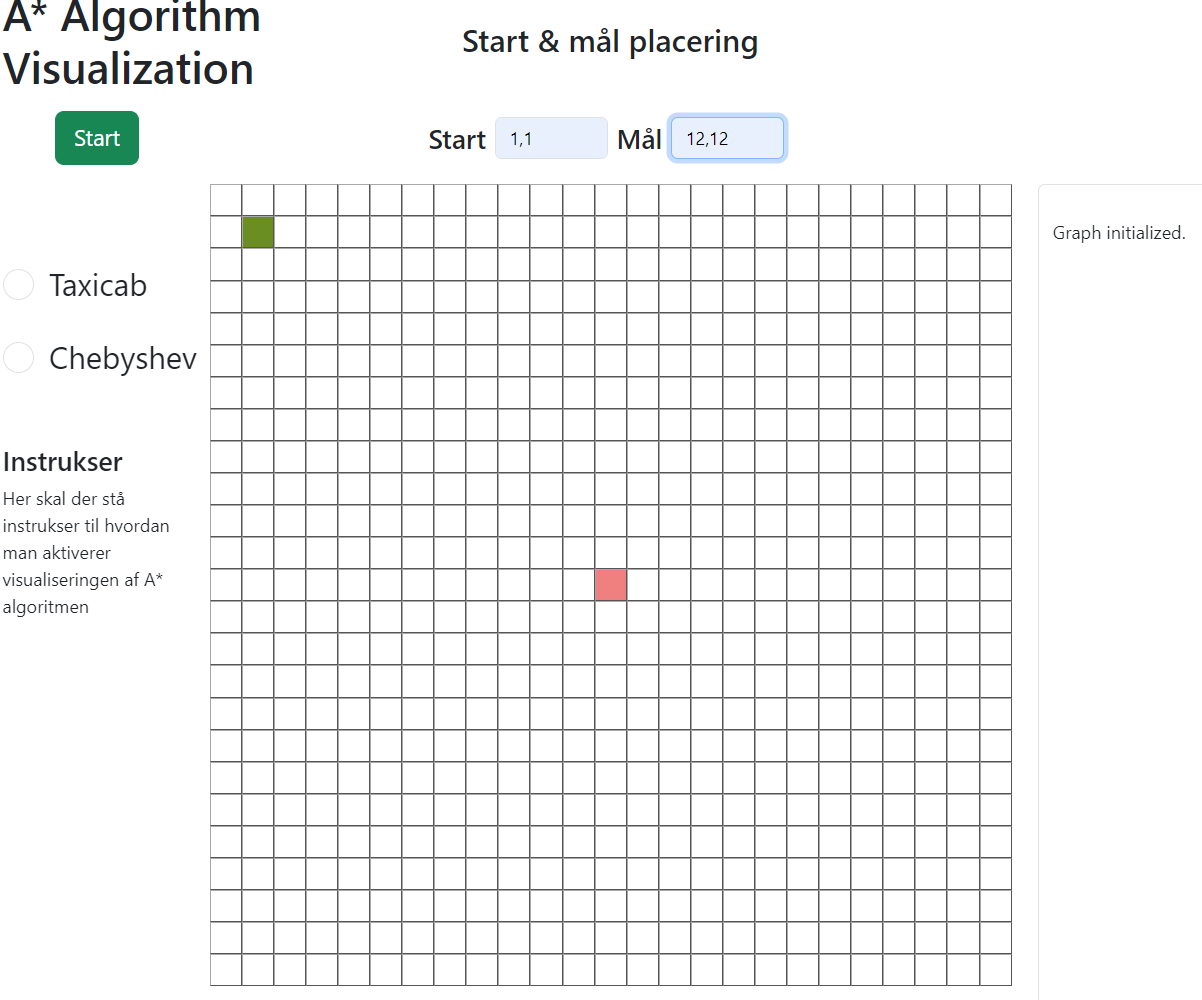 A* Algorithm
Visualization
Start & mål placering
Start
Start 1,1 Mål 12,12
Graph initialized.
Taxicab
Chebyshev
Instrukser
Her skal der stå
instrukser til hvordan
man aktiverer
visualiseringen af A*
algoritmen